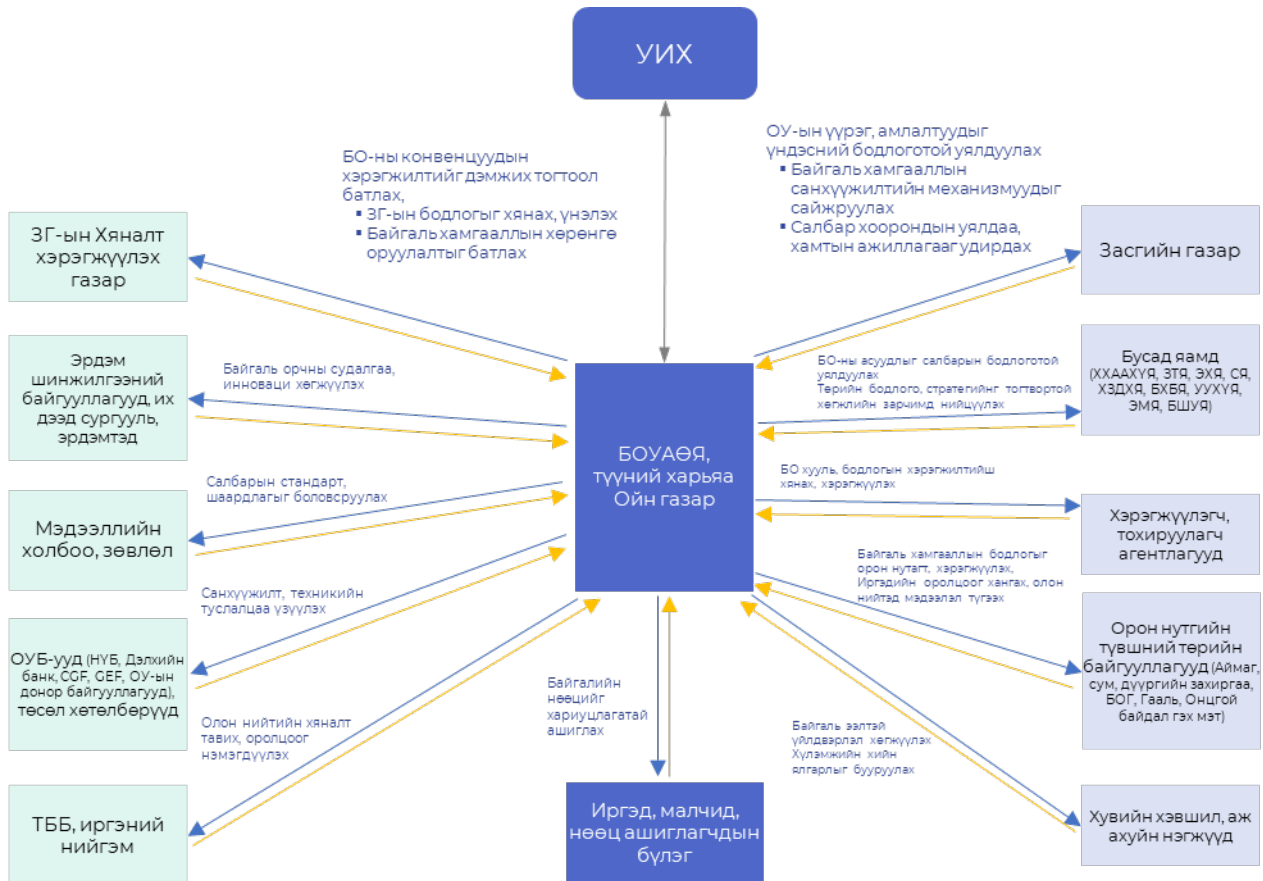 УИХ
БО-ны конвенцуудын
хэрэгжилтийг дэмжих тогтоол
батлах,
▪ ЗГ-ын бодлогыг хянах, үнэлэх
▪ Байгаль хамгааллын хөрөнгө
оруулалтыг батлах
ОУ-ын үүрэг, амлалтуудыг
үндэсний бодлоготой уялдуулах
▪ Байгаль хамгааллын
санхүүжилтийн механизмуудыг
сайжруулах
▪ Салбар хоорондын уялдаа,
хамтын ажиллагааг удирдах
ЗГ-ын Хяналт
хэрэгжүүлэх
газар
Засгийн газар
Эрдэм
шинжилгээний
байгууллагууд, их
дээд сургууль,
эрдэмтэд
Байгаль орчны судалгаа,
инноваци хөгжүүлэх
БО-ны асуудлыг салбарын бодлоготой
уялдуулах
Төрийн бодлого, стратегийнг тогтвортой
хөгжлийн зарчимд нийцүүлэх
Бусад яамд
(ХХААХҮЯ, ЗТЯ, ЭХЯ, СЯ,
ХЗДХЯ, БХБЯ, УУХҮЯ,
ЭМЯ, БШУЯ)
БОУАӨЯ,
түүний харьяа
Ойн газар
Мэдээллийн
холбоо, зөвлөл
Салбарын стандарт,
шаардлагыг боловсруулах
БО хууль, бодлогын хэрэгжилтийш
хянах, хэрэгжүүлэх
Хэрэгжүүлэгч,
тохируулагч
агентлагууд
ОУБ-ууд (НҮБ, Дэлхийн
банк, CGF, GEF, ОУ-ын
донор байгууллагууд),
төсөл хөтөлбөрүүд
Санхүүжилт, техникийн
туслалцаа үзүүлэх
Байгаль хамгааллын бодлогыг
орон нутагт, хэрэгжүүлэх,
Иргэдийн оролцоог хангах, олон
нийтэд мэдээлэл түгээх
Орон нутгийн
түвшний төрийн
байгууллагууд (Аймаг,
сум, дүүргийн захиргаа,
БОГ, Гааль, Онцгой
байдал гэх мэт)
ТББ, иргэний
нийгэм
Олон нийтийн хяналт
тавих, оролцоог
нэмэгдүүлэх
Байгалийн
нөөцийг
хариуцлагатай
ашиглах
Иргэд, малчид,
нөөц ашиглагчдын
бүлэг
Байгаль ээлтэй
үйлдвэрлэл хөгжүүлэх
Хүлэмжийн хийн
ялгарлыг бууруулах
Хувийн хэвшил, аж
ахуйн нэгжүүд